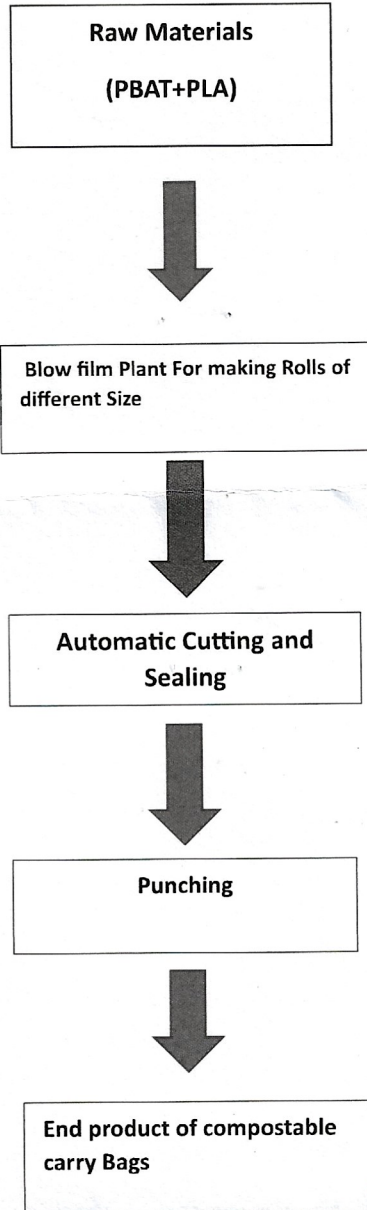 Raw Materials
(PBAT+PLA)
Blow film Plant For making Rolls of
different Size
Automatic Cutting and
Sealing
Punching
End product of compostable
carry Bags